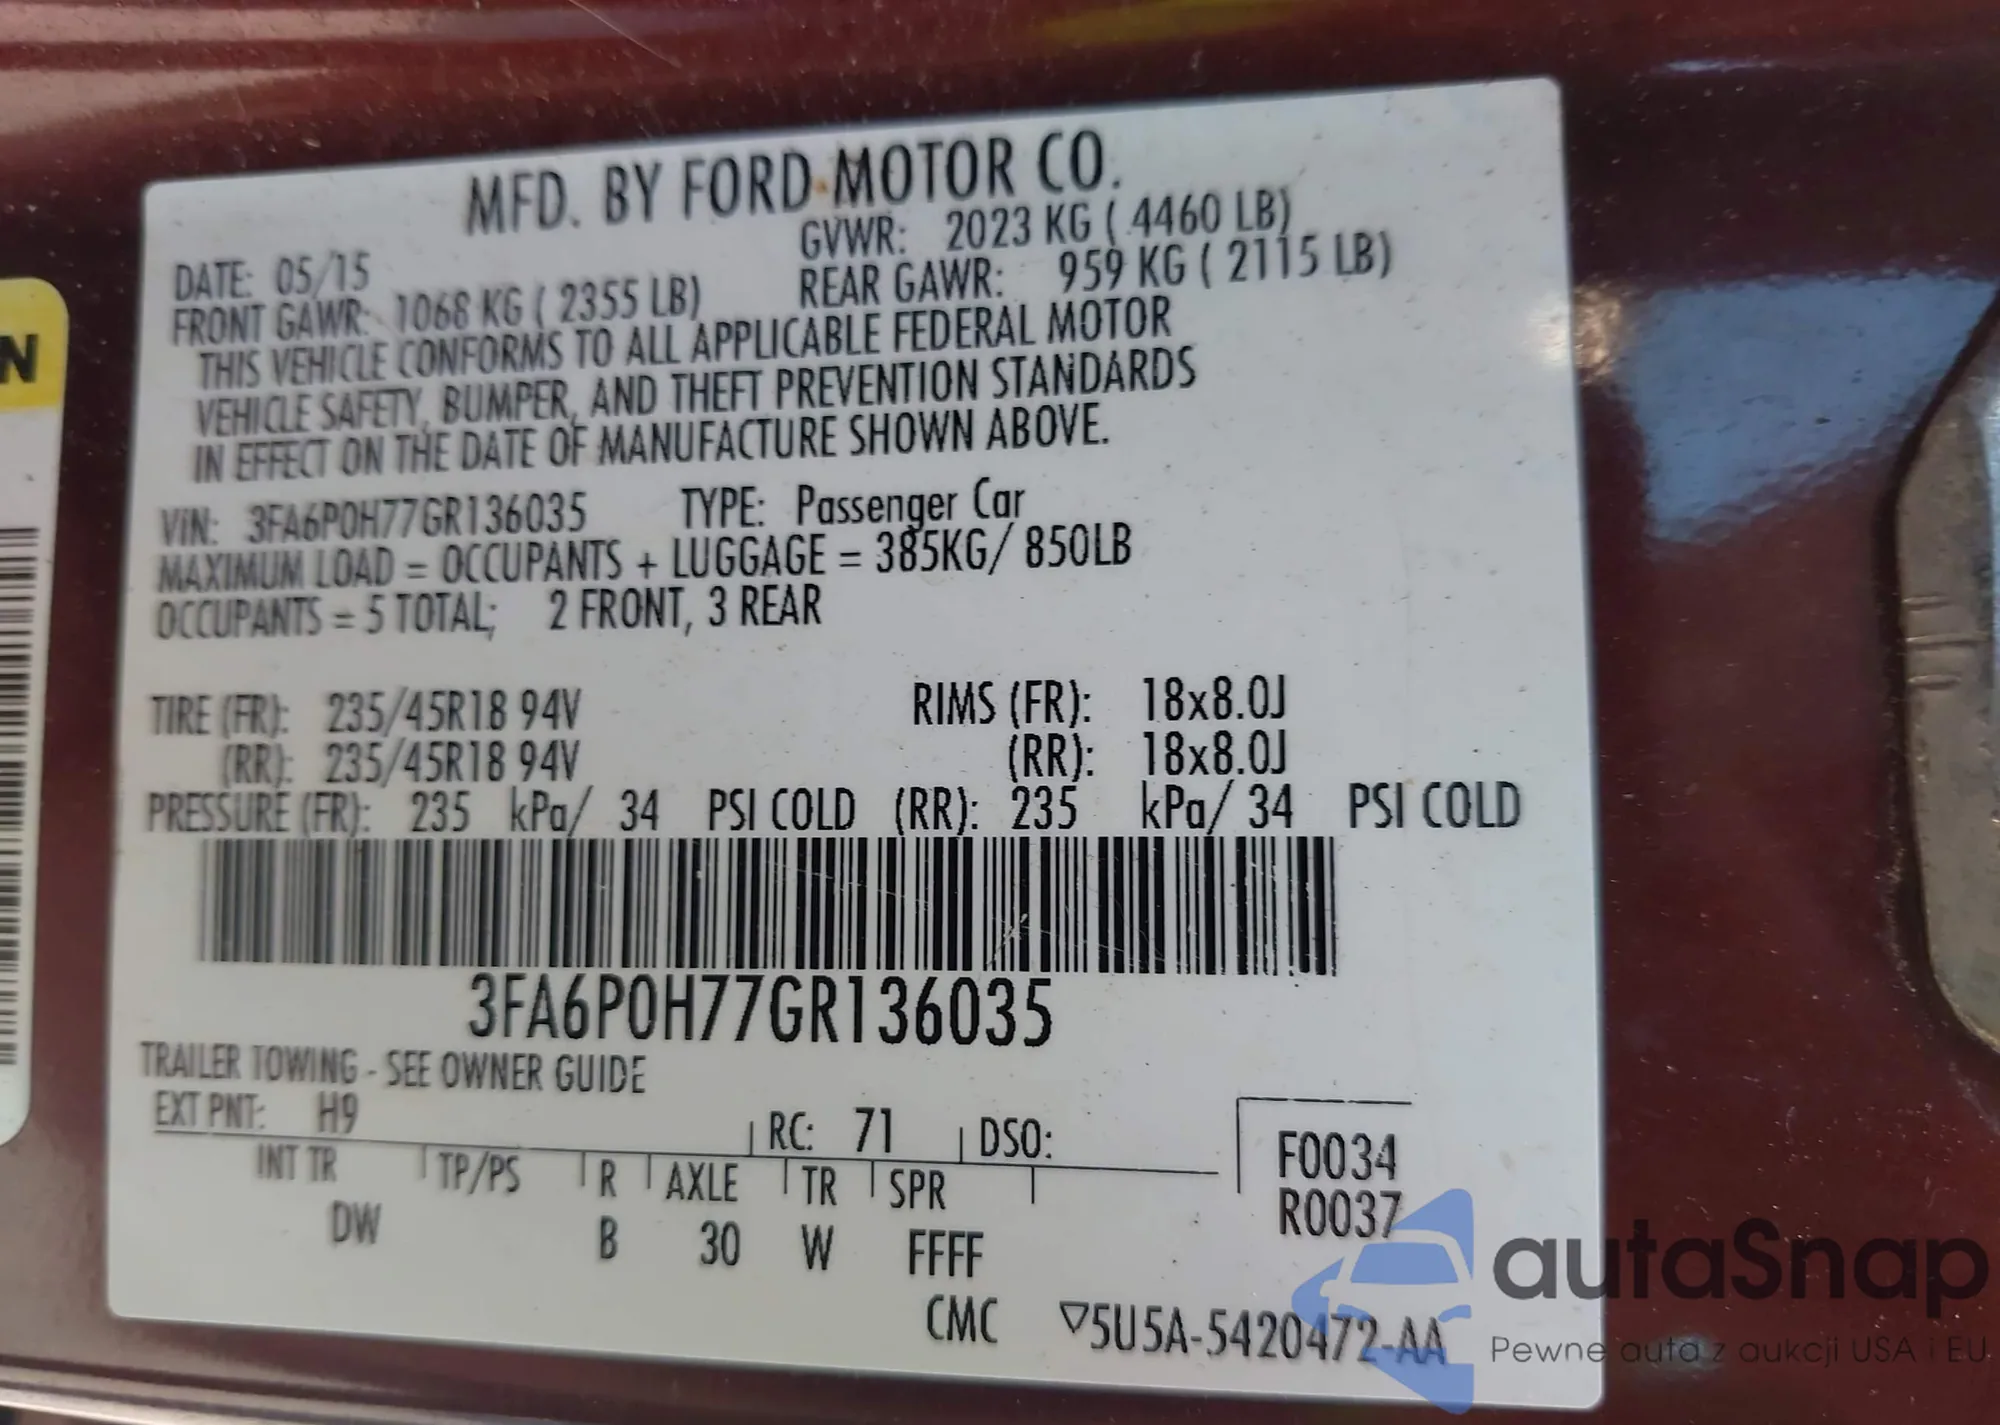 MFD. BY FORD MOTOR CO.
DATE: 05/15 GVWR: 2023 KG ( 4460 LB)
FRONT GAWR: 1068 KG ( 2355 LB) REAR GAWR: 959 KG ( 2115 LB)
THIS VEHICLE CONFORMS TO ALL APPLICABLE FEDERAL MOTOR
VEHICLE SAFETY, BUMPER, AND THEFT PREVENTION STANDARDS
IN EFFECT ON THE DATE OF MANUFACTURE SHOWN ABOVE.
VIN: 3FA6P0H77GR136035 TYPE: Passenger Car
MAXIMUM LOAD = OCCUPANTS + LUGGAGE = 385KG/ 850LB
OCCUPANTS = 5 TOTAL; 2 FRONT, 3 REAR
TIRE (FR): 235/45R18 94V RIMS (FR): 18x8.0J
(RR): 235/45R18 94V (RR): 18x8.0J
PRESSURE (FR): 235 kPa/ 34 PSI COLD (RR): 235 kPa/ 34 PSI COLD
3FA6P0H77GR136035
TRAILER TOWING - SEE OWNER GUIDE
EXT PNT: H9 RC: 71 DSO:
INT TR TP/PS R AXLE TR SPR
DW B 30 W FFFF
F0034
R0037
CMC ▽5U5A-5420472-AA
N
autaSnap
Pewne auta z aukcji USA i EU